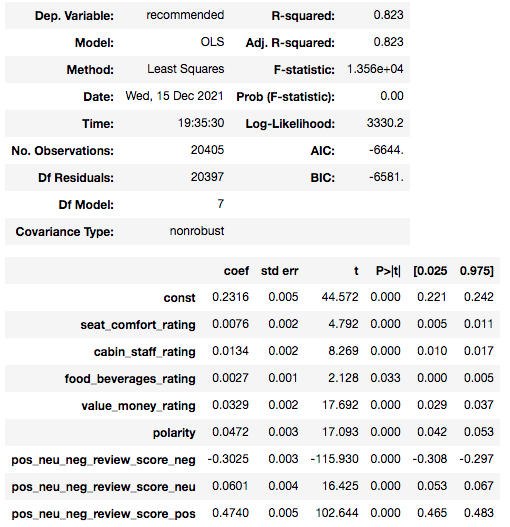 Dep. Variable: recommended R-squared: 0.823
Model: OLS Adj. R-squared: 0.823
Method: Least Squares F-statistic: 1.356e+04
Date: Wed, 15 Dec 2021 Prob (F-statistic): 0.00
Time: 19:35:30 Log-Likelihood: 3330.2
No. Observations: 20405 AIC: -6644.
Df Residuals: 20397 BIC: -6581.
Df Model: 7
Covariance Type: nonrobust
coef std err t P>|t| [0.025 0.975]
const 0.2316 0.005 44.572 0.000 0.221 0.242
seat_comfort_rating 0.0076 0.002 4.792 0.000 0.005 0.011
cabin_staff_rating 0.0134 0.002 8.269 0.000 0.010 0.017
food_beverages_rating 0.0027 0.001 2.128 0.033 0.000 0.005
value_money_rating 0.0329 0.002 17.692 0.000 0.029 0.037
polarity 0.0472 0.003 17.093 0.000 0.042 0.053
pos_neu_neg_review_score_neg -0.3025 0.003 -115.930 0.000 -0.308 -0.297
pos_neu_neg_review_score_neu 0.0601 0.004 16.425 0.000 0.053 0.067
pos_neu_neg_review_score_pos 0.4740 0.005 102.644 0.000 0.465 0.483